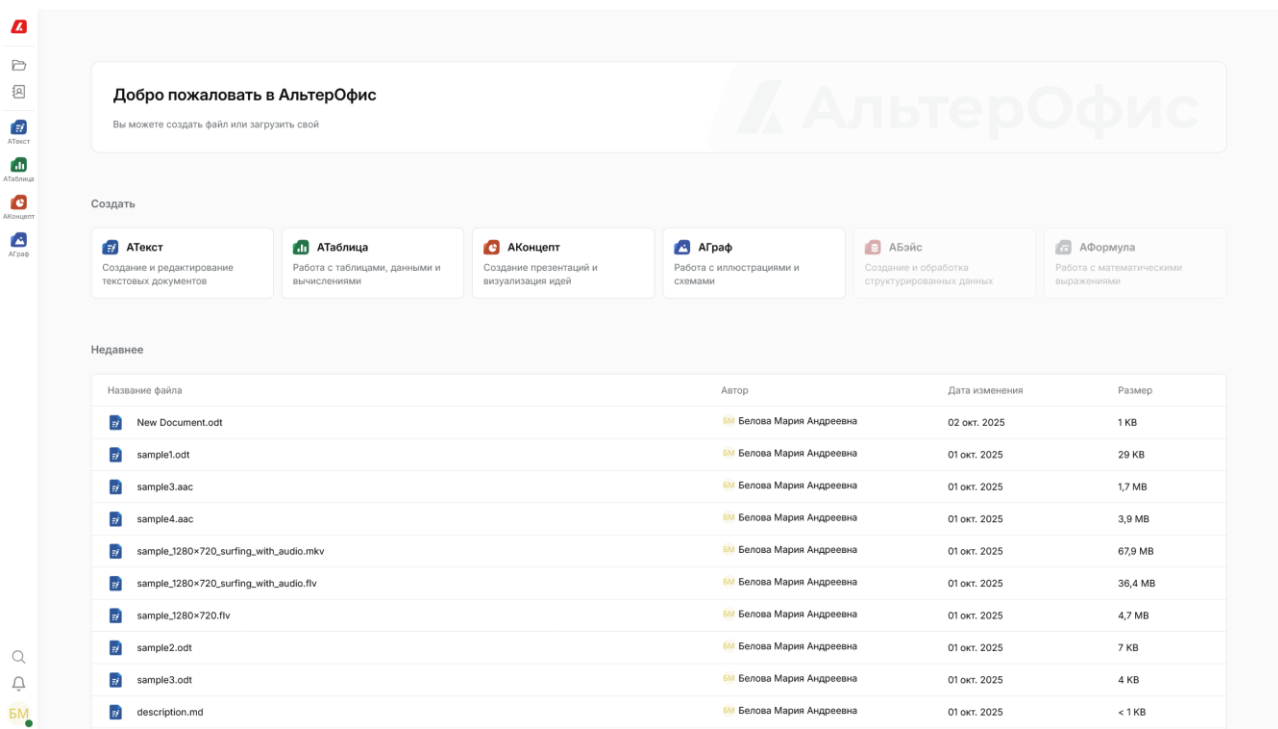 Добро пожаловать в АльтерОфис
Вы можете создать файл или загрузить свой
АльтерОфис
АТекст
АТаблица
АКонцепт
АГраф
Создать
АТекст
Создание и редактирование
текстовых документов
АТаблица
Работа с таблицами, данными и
вычислениями
АКонцепт
Создание презентаций и
визуализация идей
АГраф
Работа с иллюстрациями и
схемами
АБэйс
Создание и обработка
структурированных данных
АФормула
Работа с математическими
выражениями
Недавнее
Название файла Автор Дата изменения Размер
New Document.odt БМ Белова Мария Андреевна 02 окт. 2025 1 KB
sample1.odt БМ Белова Мария Андреевна 01 окт. 2025 29 KB
sample3.aac БМ Белова Мария Андреевна 01 окт. 2025 1,7 MB
sample4.aac БМ Белова Мария Андреевна 01 окт. 2025 3,9 MB
sample_1280×720_surfing_with_audio.mkv БМ Белова Мария Андреевна 01 окт. 2025 67,9 MB
sample_1280×720_surfing_with_audio.flv БМ Белова Мария Андреевна 01 окт. 2025 36,4 MB
sample_1280×720.flv БМ Белова Мария Андреевна 01 окт. 2025 4,7 MB
sample2.odt БМ Белова Мария Андреевна 01 окт. 2025 7 KB
sample3.odt БМ Белова Мария Андреевна 01 окт. 2025 4 KB
description.md БМ Белова Мария Андреевна 01 окт. 2025 < 1 KB
БМ